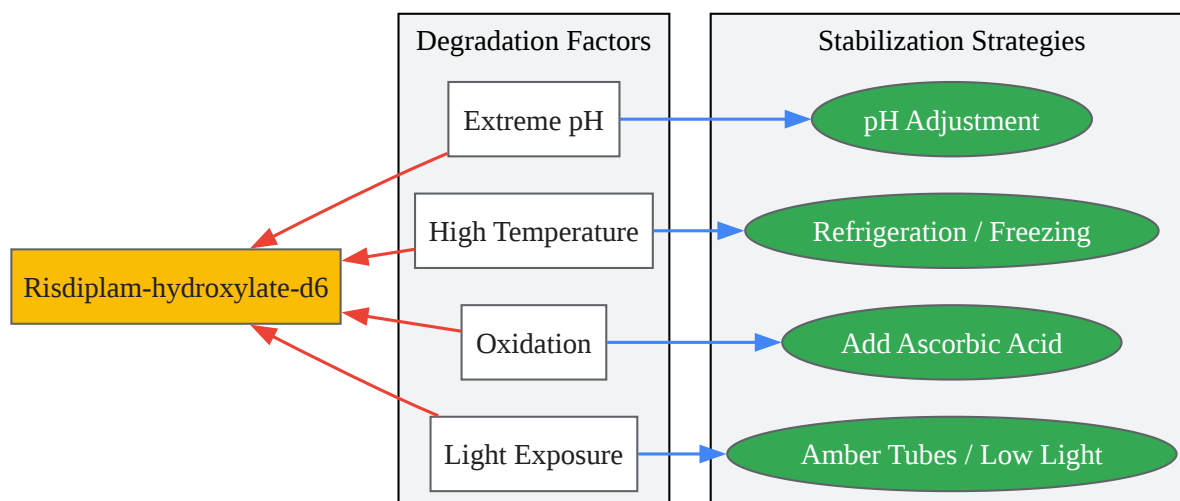 Degradation Factors
Stabilization Strategies
Extreme pH
pH Adjustment
High Temperature
Refrigeration / Freezing
Risdiplam-hydroxylate-d6
Oxidation
Add Ascorbic Acid
Light Exposure
Amber Tubes / Low Light